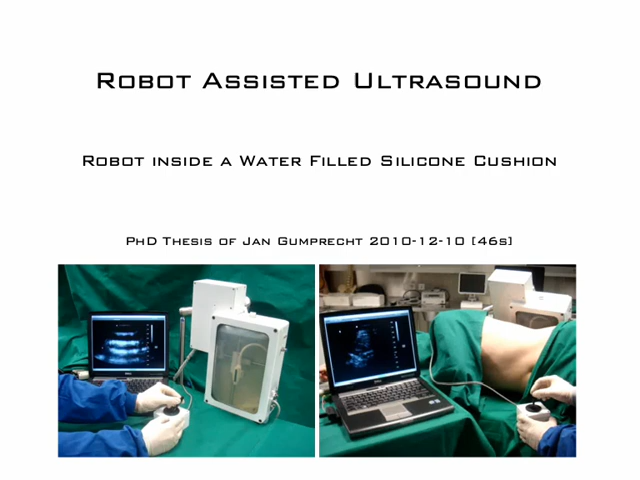 Robot Assisted Ultrasound
Robot inside a Water Filled Silicone Cushion
PhD Thesis of Jan Gumprecht 2010-12-10 [46s]